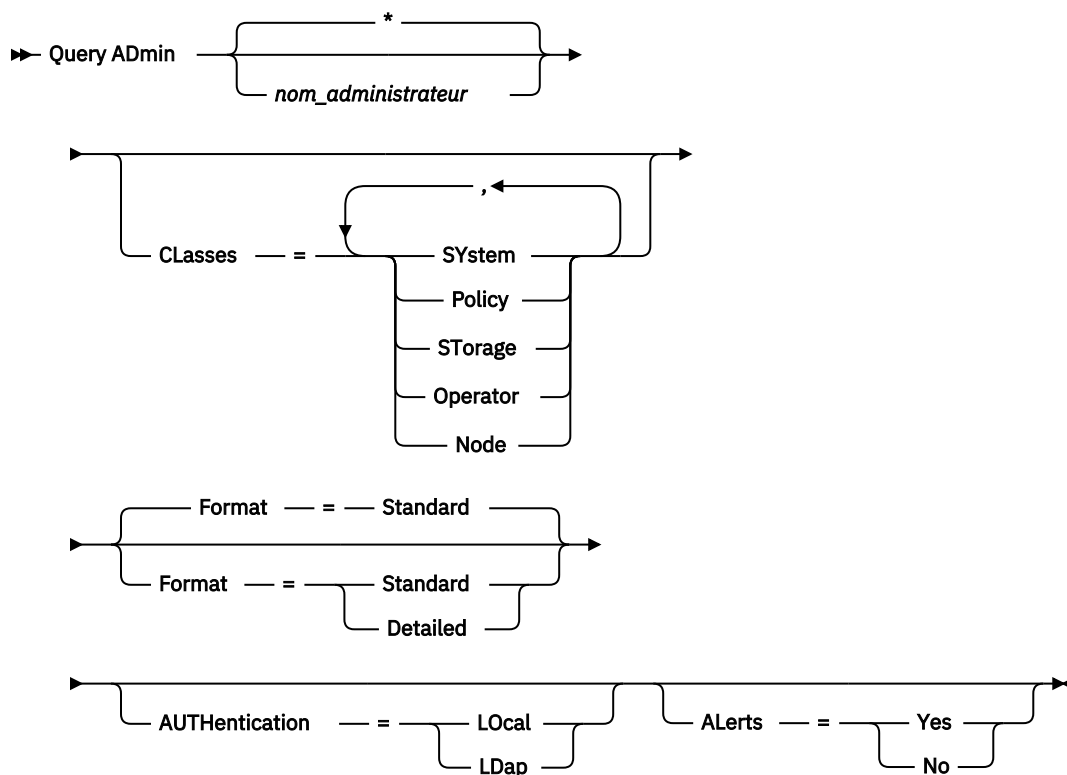 *
Query ADmin
nom_administrateur
,
CLasses = SYstem
Policy
STorage
Operator
Node
Format = Standard
Format = Standard
Detailed
AUTHentication = LOcal
LDap
ALerts = Yes
No